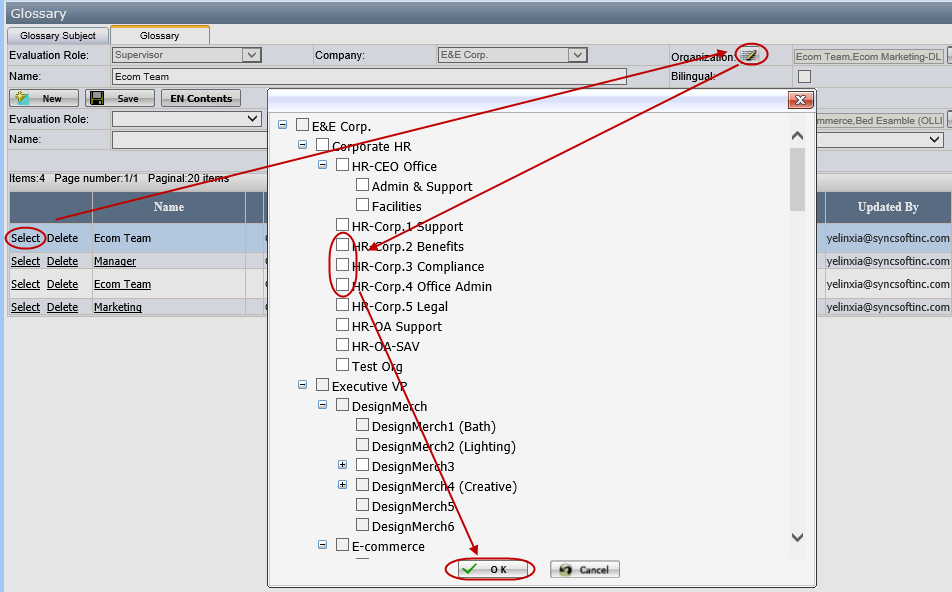 Glossary
Glossary Subject Glossary
Evaluation Role: Supervisor Company: E&E Corp. Organization: Ecom Team,Ecom Marketing-DL
Name: Ecom Team Bilingual:
New Save EN Contents
Evaluation Role: mmerce,Bed Esamble (OLLI
Name:
Items:4 Page number:1/1 Paginal:20 items
Name Updated By
Select Delete Ecom Team yelinxia@syncsoftinc.com
Select Delete Manager yelinxia@syncsoftinc.com
Select Delete Ecom Team yelinxia@syncsoftinc.com
Select Delete Marketing yelinxia@syncsoftinc.com
E&E Corp.
Corporate HR
HR-CEO Office
Admin & Support
Facilities
HR-Corp.1 Support
HR-Corp.2 Benefits
HR-Corp.3 Compliance
HR-Corp.4 Office Admin
HR-Corp.5 Legal
HR-OA Support
HR-OA-SAV
Test Org
Executive VP
DesignMerch
DesignMerch1 (Bath)
DesignMerch2 (Lighting)
DesignMerch3
DesignMerch4 (Creative)
DesignMerch5
DesignMerch6
E-commerce
O K Cancel